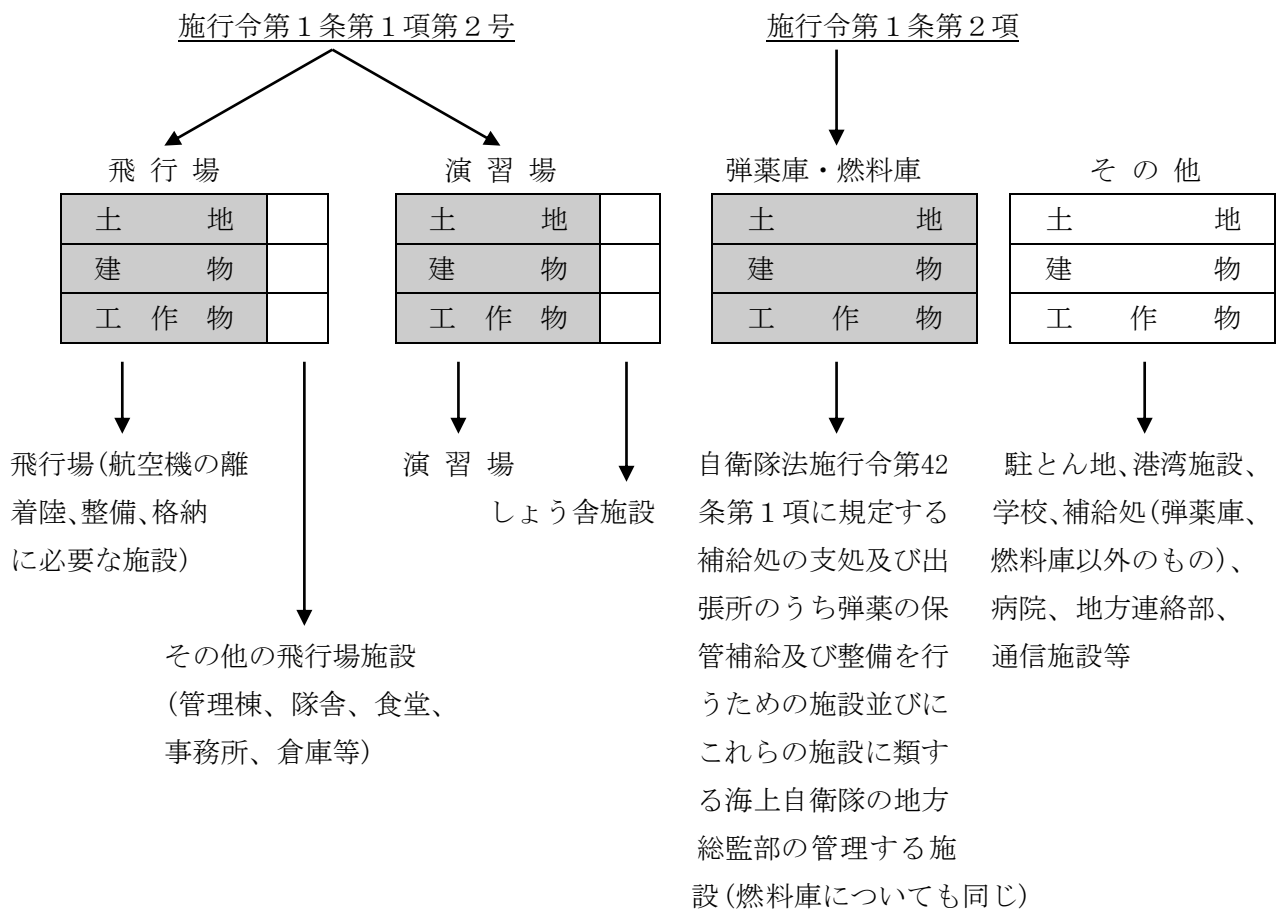 施行令第１条第１項第２号
施行令第１条第２項
飛 行 場
土 地
建 物
工 作 物
演 習 場
土 地
建 物
工 作 物
弾薬庫・燃料庫
土 地
建 物
工 作 物
そ の 他
土 地
建 物
工 作 物
飛行場(航空機の離
着陸、整備、格納
に必要な施設)
その他の飛行場施設
(管理棟、隊舎、食堂、
事務所、倉庫等)
演 習 場
しょう舎施設
自衛隊法施行令第42
条第１項に規定する
補給処の支処及び出
張所のうち弾薬の保
管補給及び整備を行
うための施設並びに
これらの施設に類す
る海上自衛隊の地方
総監部の管理する施
設(燃料庫についても同じ)
駐とん地、港湾施設、
学校、補給処(弾薬庫、
燃料庫以外のもの)、
病院、地方連絡部、
通信施設等